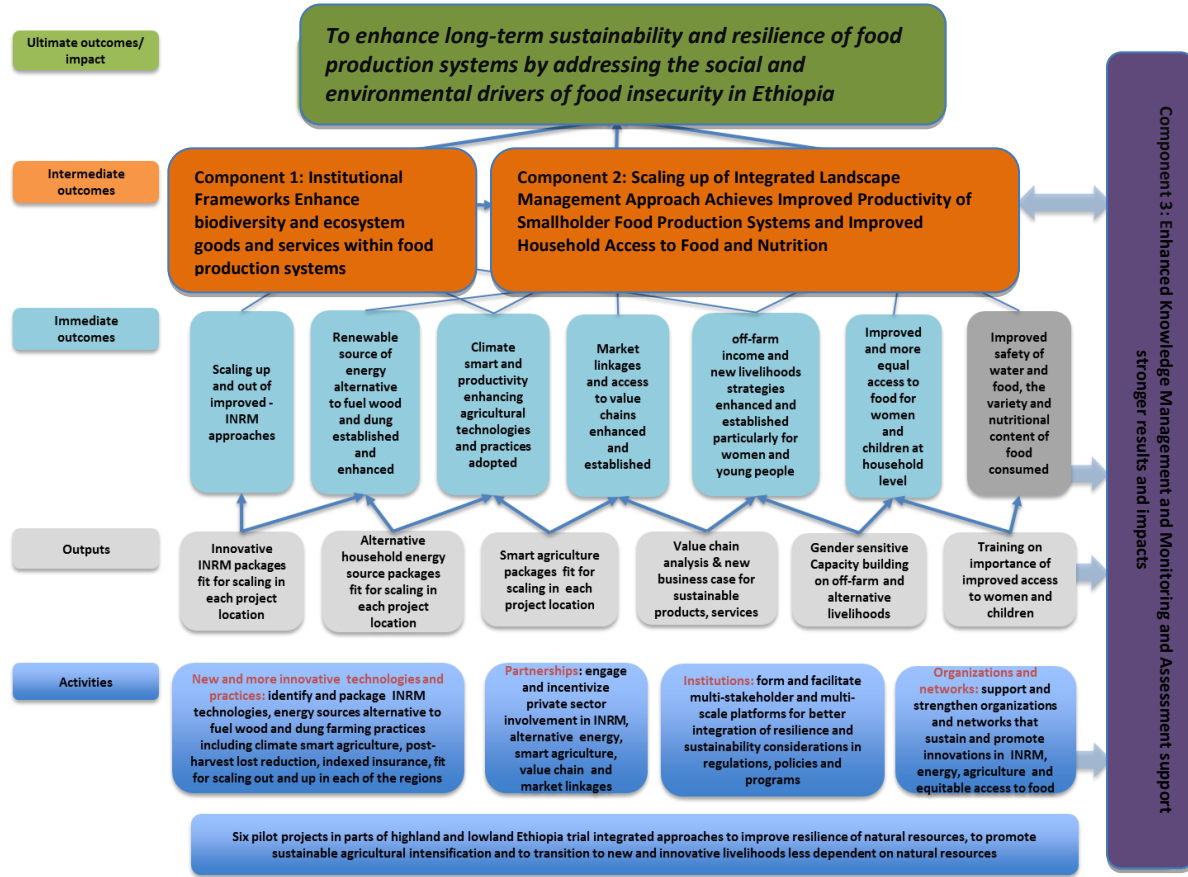 Ultimate outcomes/
impact
To enhance long-term sustainability and resilience of food
production systems by addressing the social and
environmental drivers of food insecurity in Ethiopia
Intermediate
outcomes
Component 1: Institutional
Frameworks Enhance
biodiversity and ecosystem
goods and services within food
production systems
Component 2: Scaling up of Integrated Landscape
Management Approach Achieves Improved Productivity of
Smallholder Food Production Systems and Improved
Household Access to Food and Nutrition
Immediate
outcomes
Scaling up
and out of
improved -
INRM
approaches
Renewable
source of
energy
alternative
to fuel wood
and dung
established
and
enhanced
Climate
smart and
productivity
enhancing
agricultural
technologies
and practices
adopted
Market
linkages
and access
to value
chains
enhanced
and
established
off-farm
income and
new livelihoods
strategies
enhanced and
established
particularly for
women and
young people
Improved
and more
equal
access to
food for
women
and
children at
household
level
Improved
safety of
water and
food, the
variety and
nutritional
content of
food
consumed
Outputs
Innovative
INRM packages
fit for scaling in
each project
location
Alternative
household energy
source packages
fit for scaling in
each project
location
Smart agriculture
packages fit for
scaling in each
project location
Value chain
analysis & new
business case for
sustainable
products, services
Gender sensitive
Capacity building
on off-farm and
alternative
livelihoods
Training on
importance of
improved access
to women and
children
Activities
New and more innovative technologies and
practices: identify and package INRM
technologies, energy sources alternative to
fuel wood and dung farming practices
including climate smart agriculture, post-
harvest lost reduction, indexed insurance, fit
for scaling out and up in each of the regions
Partnerships: engage
and incentivize
private sector
involvement in INRM,
alternative energy,
smart agriculture,
value chain and
market linkages
Institutions: form and facilitate
multi-stakeholder and multi-
scale platforms for better
integration of resilience and
sustainability considerations in
regulations, policies and
programs
Organizations and
networks: support and
strengthen organizations
and networks that
sustain and promote
innovations in INRM,
energy, agriculture and
equitable access to food
Six pilot projects in parts of highland and lowland Ethiopia trial integrated approaches to improve resilience of natural resources, to promote
sustainable agricultural intensification and to transition to new and innovative livelihoods less dependent on natural resources
Component 3: Enhanced Knowledge Management and Monitoring and Assessment support
stronger results and impacts